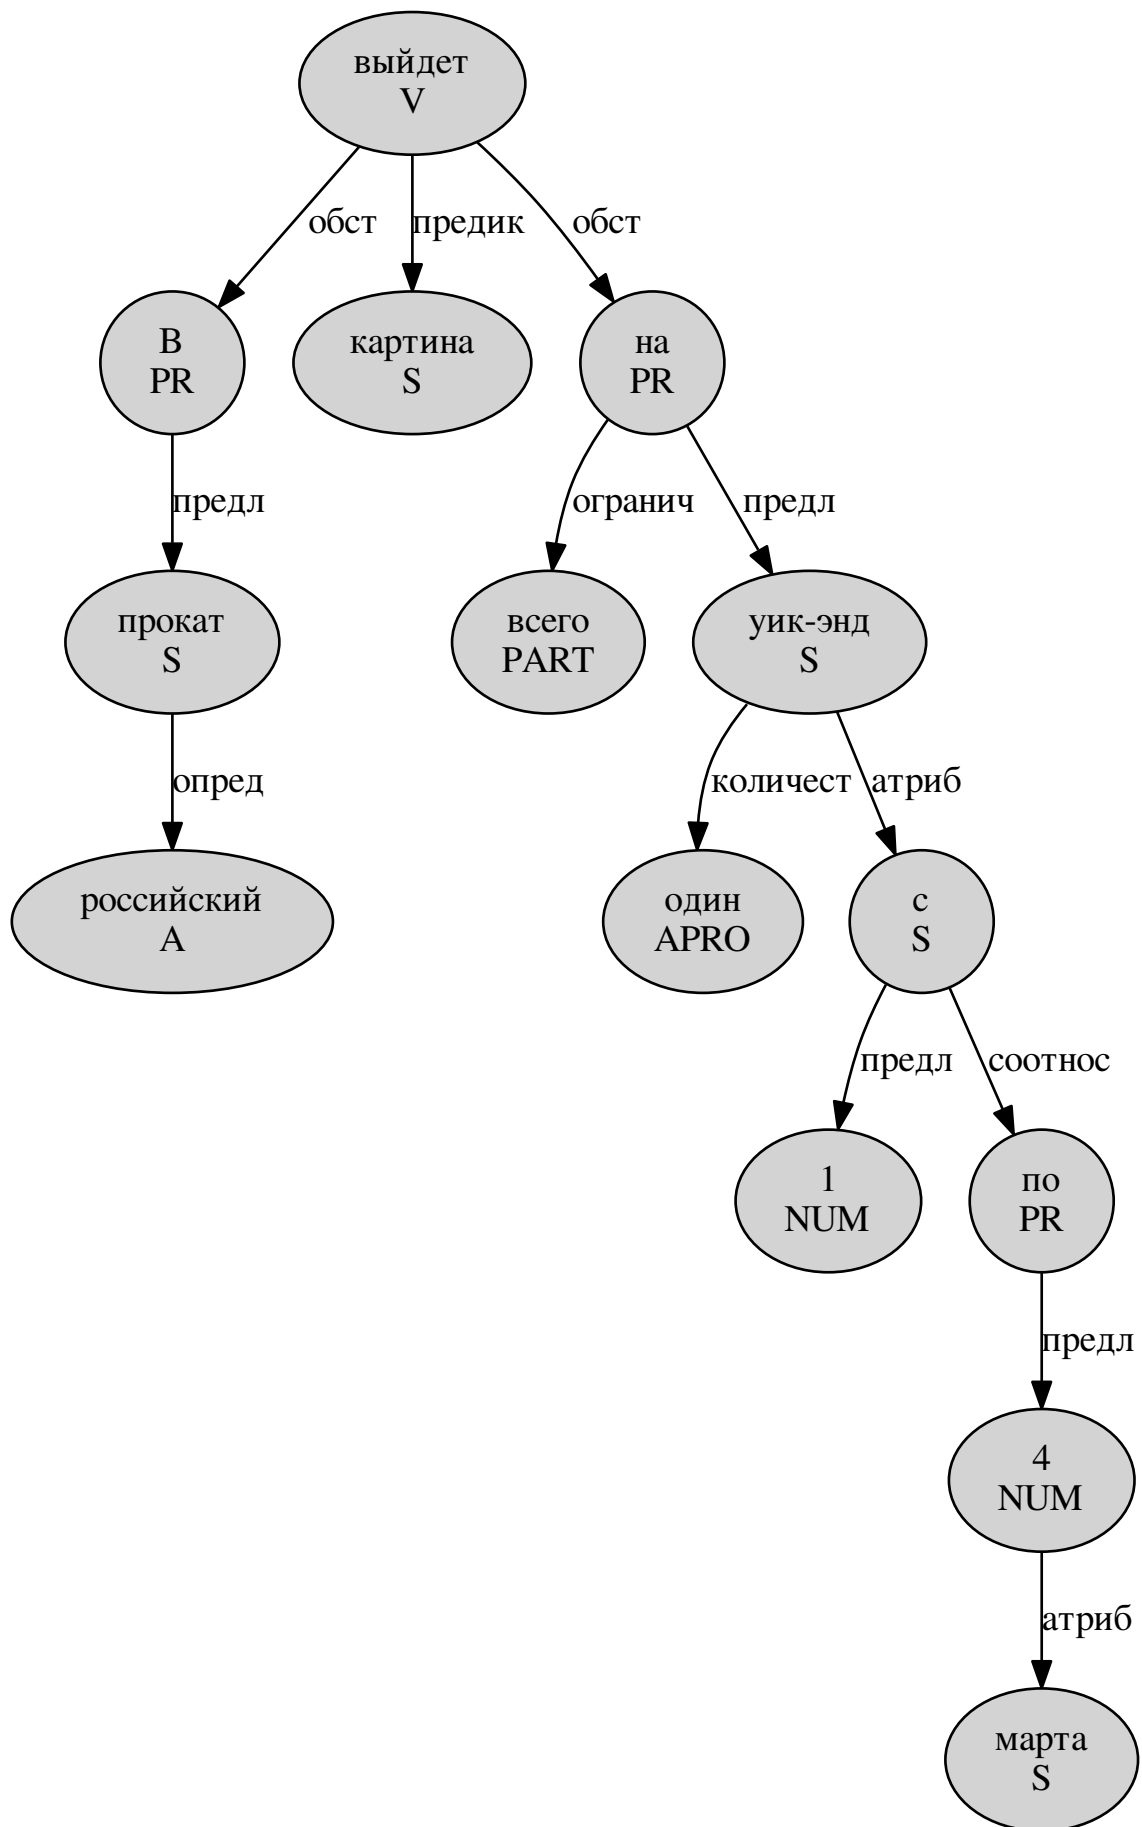 выйдет
V
обст
предик
обст
В
PR
картина
S
на
PR
предл
огранич
предл
прокат
S
всего
PART
уик-энд
S
опред
количест
атриб
российский
A
один
APRO
с
S
предл
соотнос
1
NUM
по
PR
предл
4
NUM
атриб
марта
S